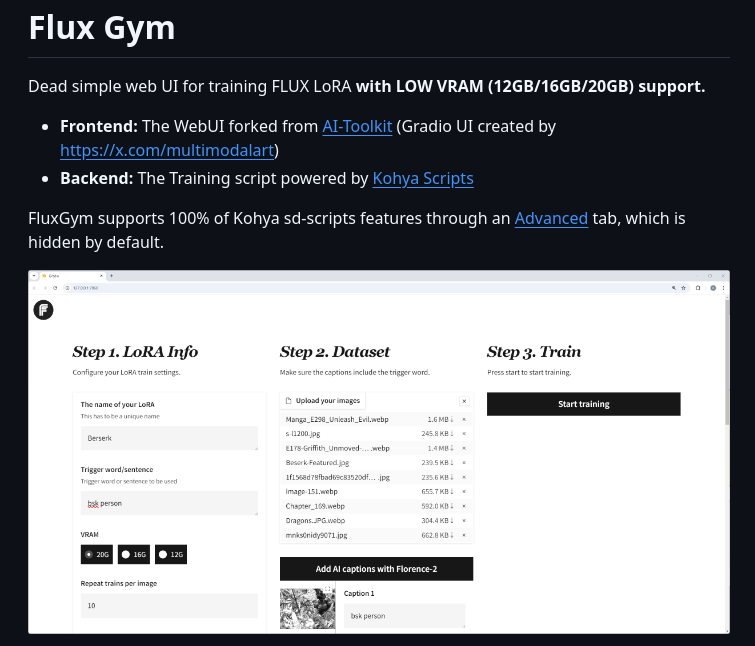 Flux Gym
Dead simple web UI for training FLUX LoRA with LOW VRAM (12GB/16GB/20GB) support.
Frontend: The WebUI forked from AI-Toolkit (Gradio UI created by
https://x.com/multimodalart)
Backend: The Training script powered by Kohya Scripts
FluxGym supports 100% of Kohya sd-scripts features through an Advanced tab, which is
hidden by default.
Step 1. LoRA Info
Configure your LoRA train settings.
The name of your LoRA
This has to be a unique name
Berserk
Trigger word/sentence
Trigger word or sentence to be used
bsk person
VRAM
20G 16G 12G
Repeat trains per image
10
Step 2. Dataset
Make sure the captions include the trigger word.
Upload your images
Manga_E298_Unleash_Evil.webp 1.6 MB
s-l1200.jpg 245.8 KB
E178-Griffith_Unmoved-... .webp 1.4 MB
Beserk-Featured.jpg 239.5 KB
1f1568d78fbad69c83520df... .jpg 235.6 KB
Image-151.webp 655.7 KB
Chapter_169.webp 592.0 KB
Dragons.JPG.webp 304.4 KB
mnks0nidy9071.jpg 662.8 KB
Add AI captions with Florence-2
Caption 1
bsk person
Step 3. Train
Press start to start training.
Start training